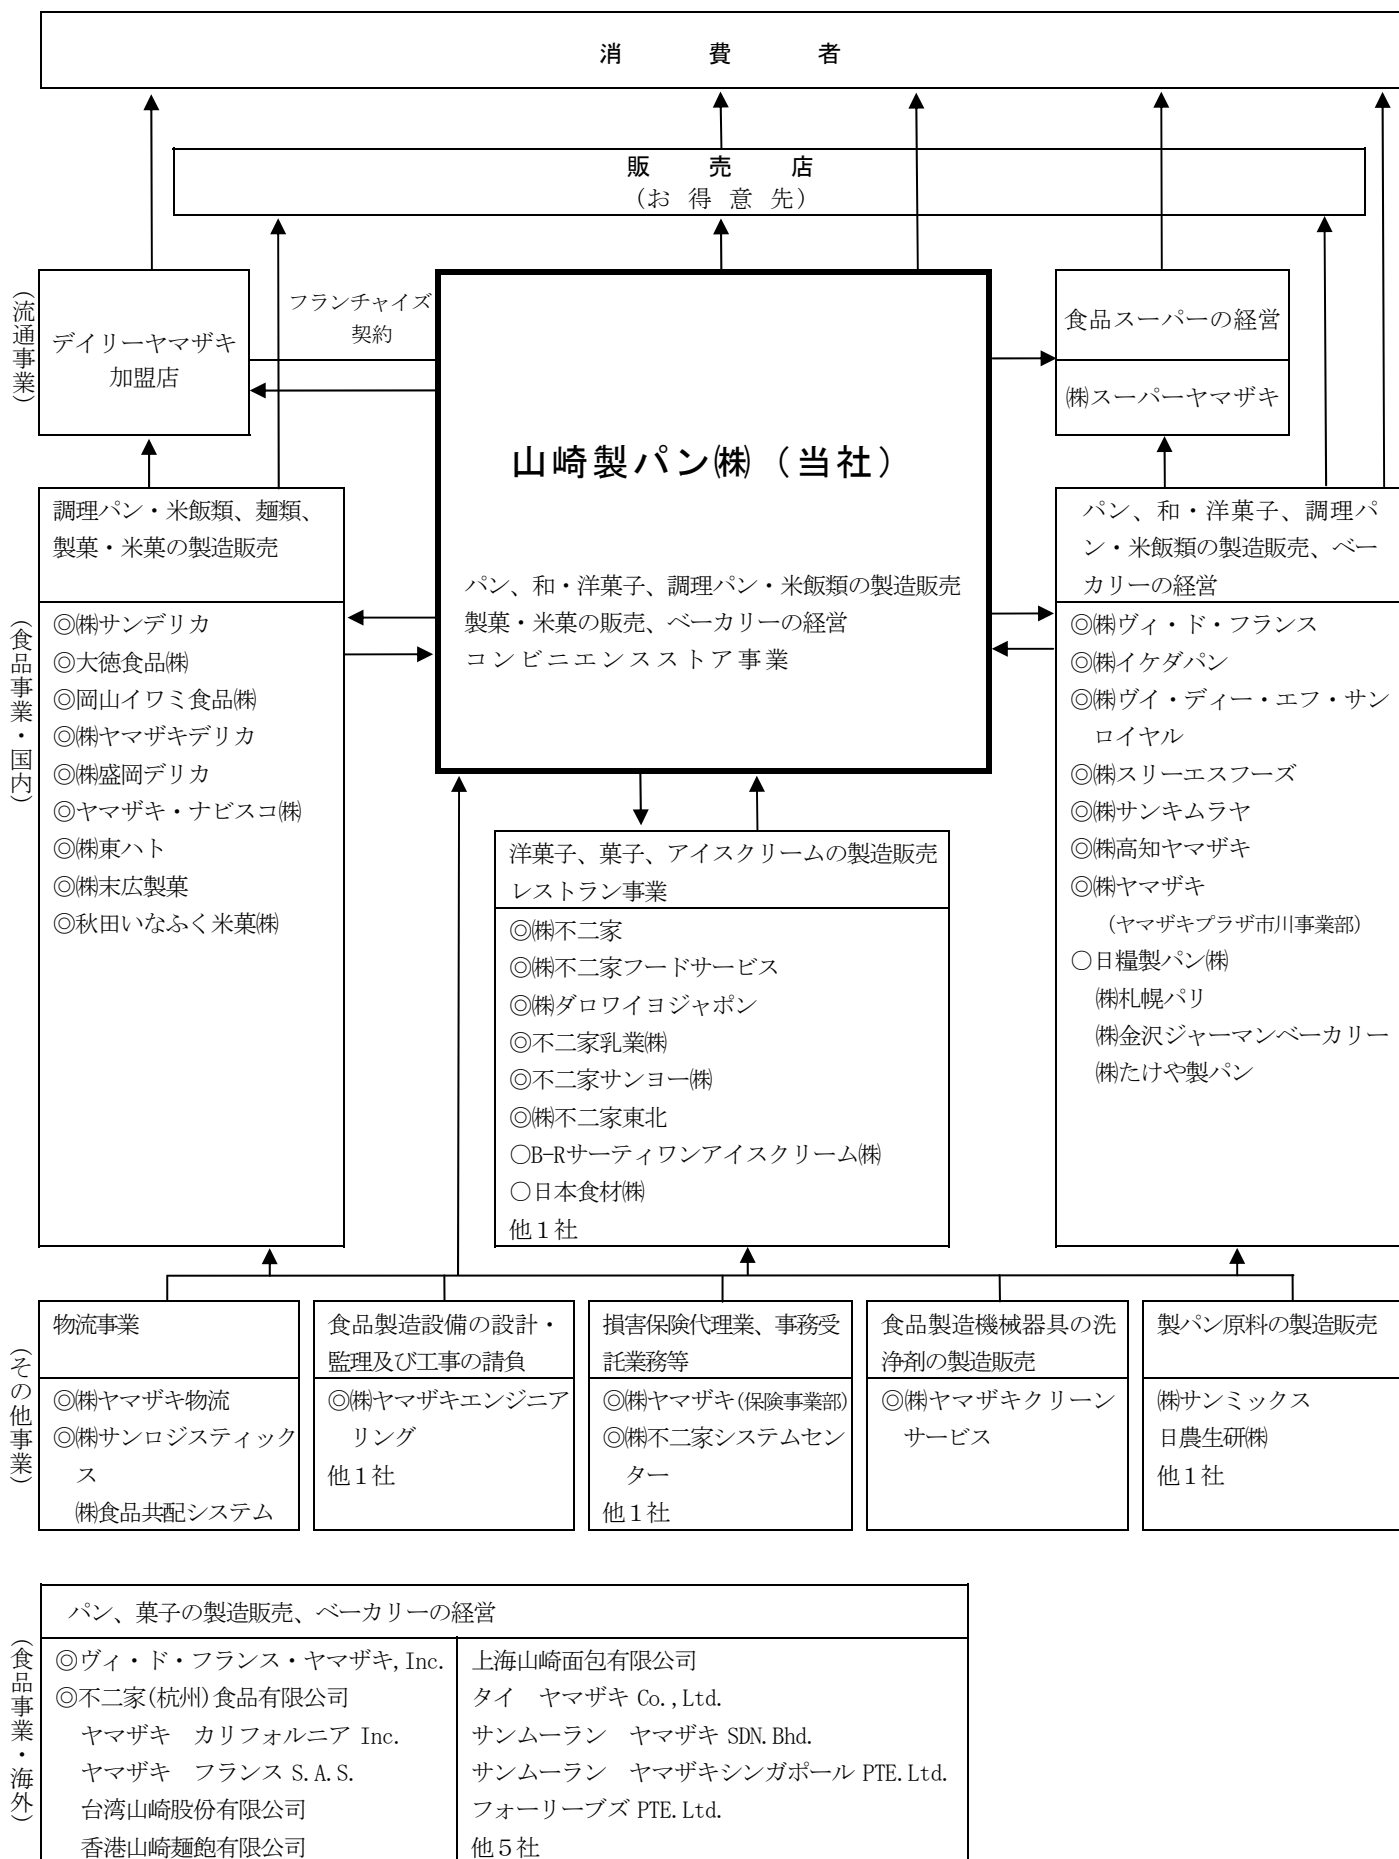 消費者
販売店
(お得意先)
(流通事業)
デイリーヤマザキ
加盟店
フランチャイズ
契約
食品スーパーの経営
㈱スーパーヤマザキ
山崎製パン㈱（当社）
パン、和・洋菓子、調理パン・米飯類の製造販売
製菓・米菓の販売、ベーカリーの経営
コンビニエンスストア事業
(食品事業・国内)
調理パン・米飯類、麺類、
製菓・米菓の製造販売
◎㈱サンデリカ
◎大徳食品㈱
◎岡山イワミ食品㈱
◎㈱ヤマザキデリカ
◎㈱盛岡デリカ
◎ヤマザキ・ナビスコ㈱
◎㈱東ハト
◎㈱末広製菓
◎秋田いなふく米菓㈱
洋菓子、菓子、アイスクリームの製造販売
レストラン事業
◎㈱不二家
◎㈱不二家フードサービス
◎㈱ダロワイヨジャポン
◎不二家乳業㈱
◎不二家サンヨー㈱
◎㈱不二家東北
○B-Rサーティワンアイスクリーム㈱
○日本食材㈱
他１社
パン、和・洋菓子、調理パ
ン・米飯類の製造販売、ベー
カリーの経営
◎㈱ヴィ・ド・フランス
◎㈱イケダパン
◎㈱ヴイ・ディー・エフ・サン
ロイヤル
◎㈱スリーエスフーズ
◎㈱サンキムラヤ
◎㈱高知ヤマザキ
◎㈱ヤマザキ
(ヤマザキプラザ市川事業部)
○日糧製パン㈱
㈱札幌パリ
㈱金沢ジャーマンベーカリー
㈱たけや製パン
(その他事業)
物流事業
◎㈱ヤマザキ物流
◎㈱サンロジスティック
ス
㈱食品共配システム
食品製造設備の設計・
監理及び工事の請負
◎㈱ヤマザキエンジニア
リング
他１社
損害保険代理業、事務受
託業務等
◎㈱ヤマザキ(保険事業部)
◎㈱不二家システムセン
ター
他１社
食品製造機械器具の洗
浄剤の製造販売
◎㈱ヤマザキクリーン
サービス
製パン原料の製造販売
㈱サンミックス
日農生研㈱
他１社
(食品事業・海外)
パン、菓子の製造販売、ベーカリーの経営
◎ヴィ・ド・フランス・ヤマザキ,Inc.
◎不二家(杭州)食品有限公司
ヤマザキ　カリフォルニア Inc.
ヤマザキ　フランス S.A.S.
台湾山崎股份有限公司
香港山崎麺飽有限公司
上海山崎面包有限公司
タイ　ヤマザキ Co.,Ltd.
サンムーラン　ヤマザキ SDN.Bhd.
サンムーラン　ヤマザキシンガポール PTE.Ltd.
フォーリーブズ PTE.Ltd.
他５社